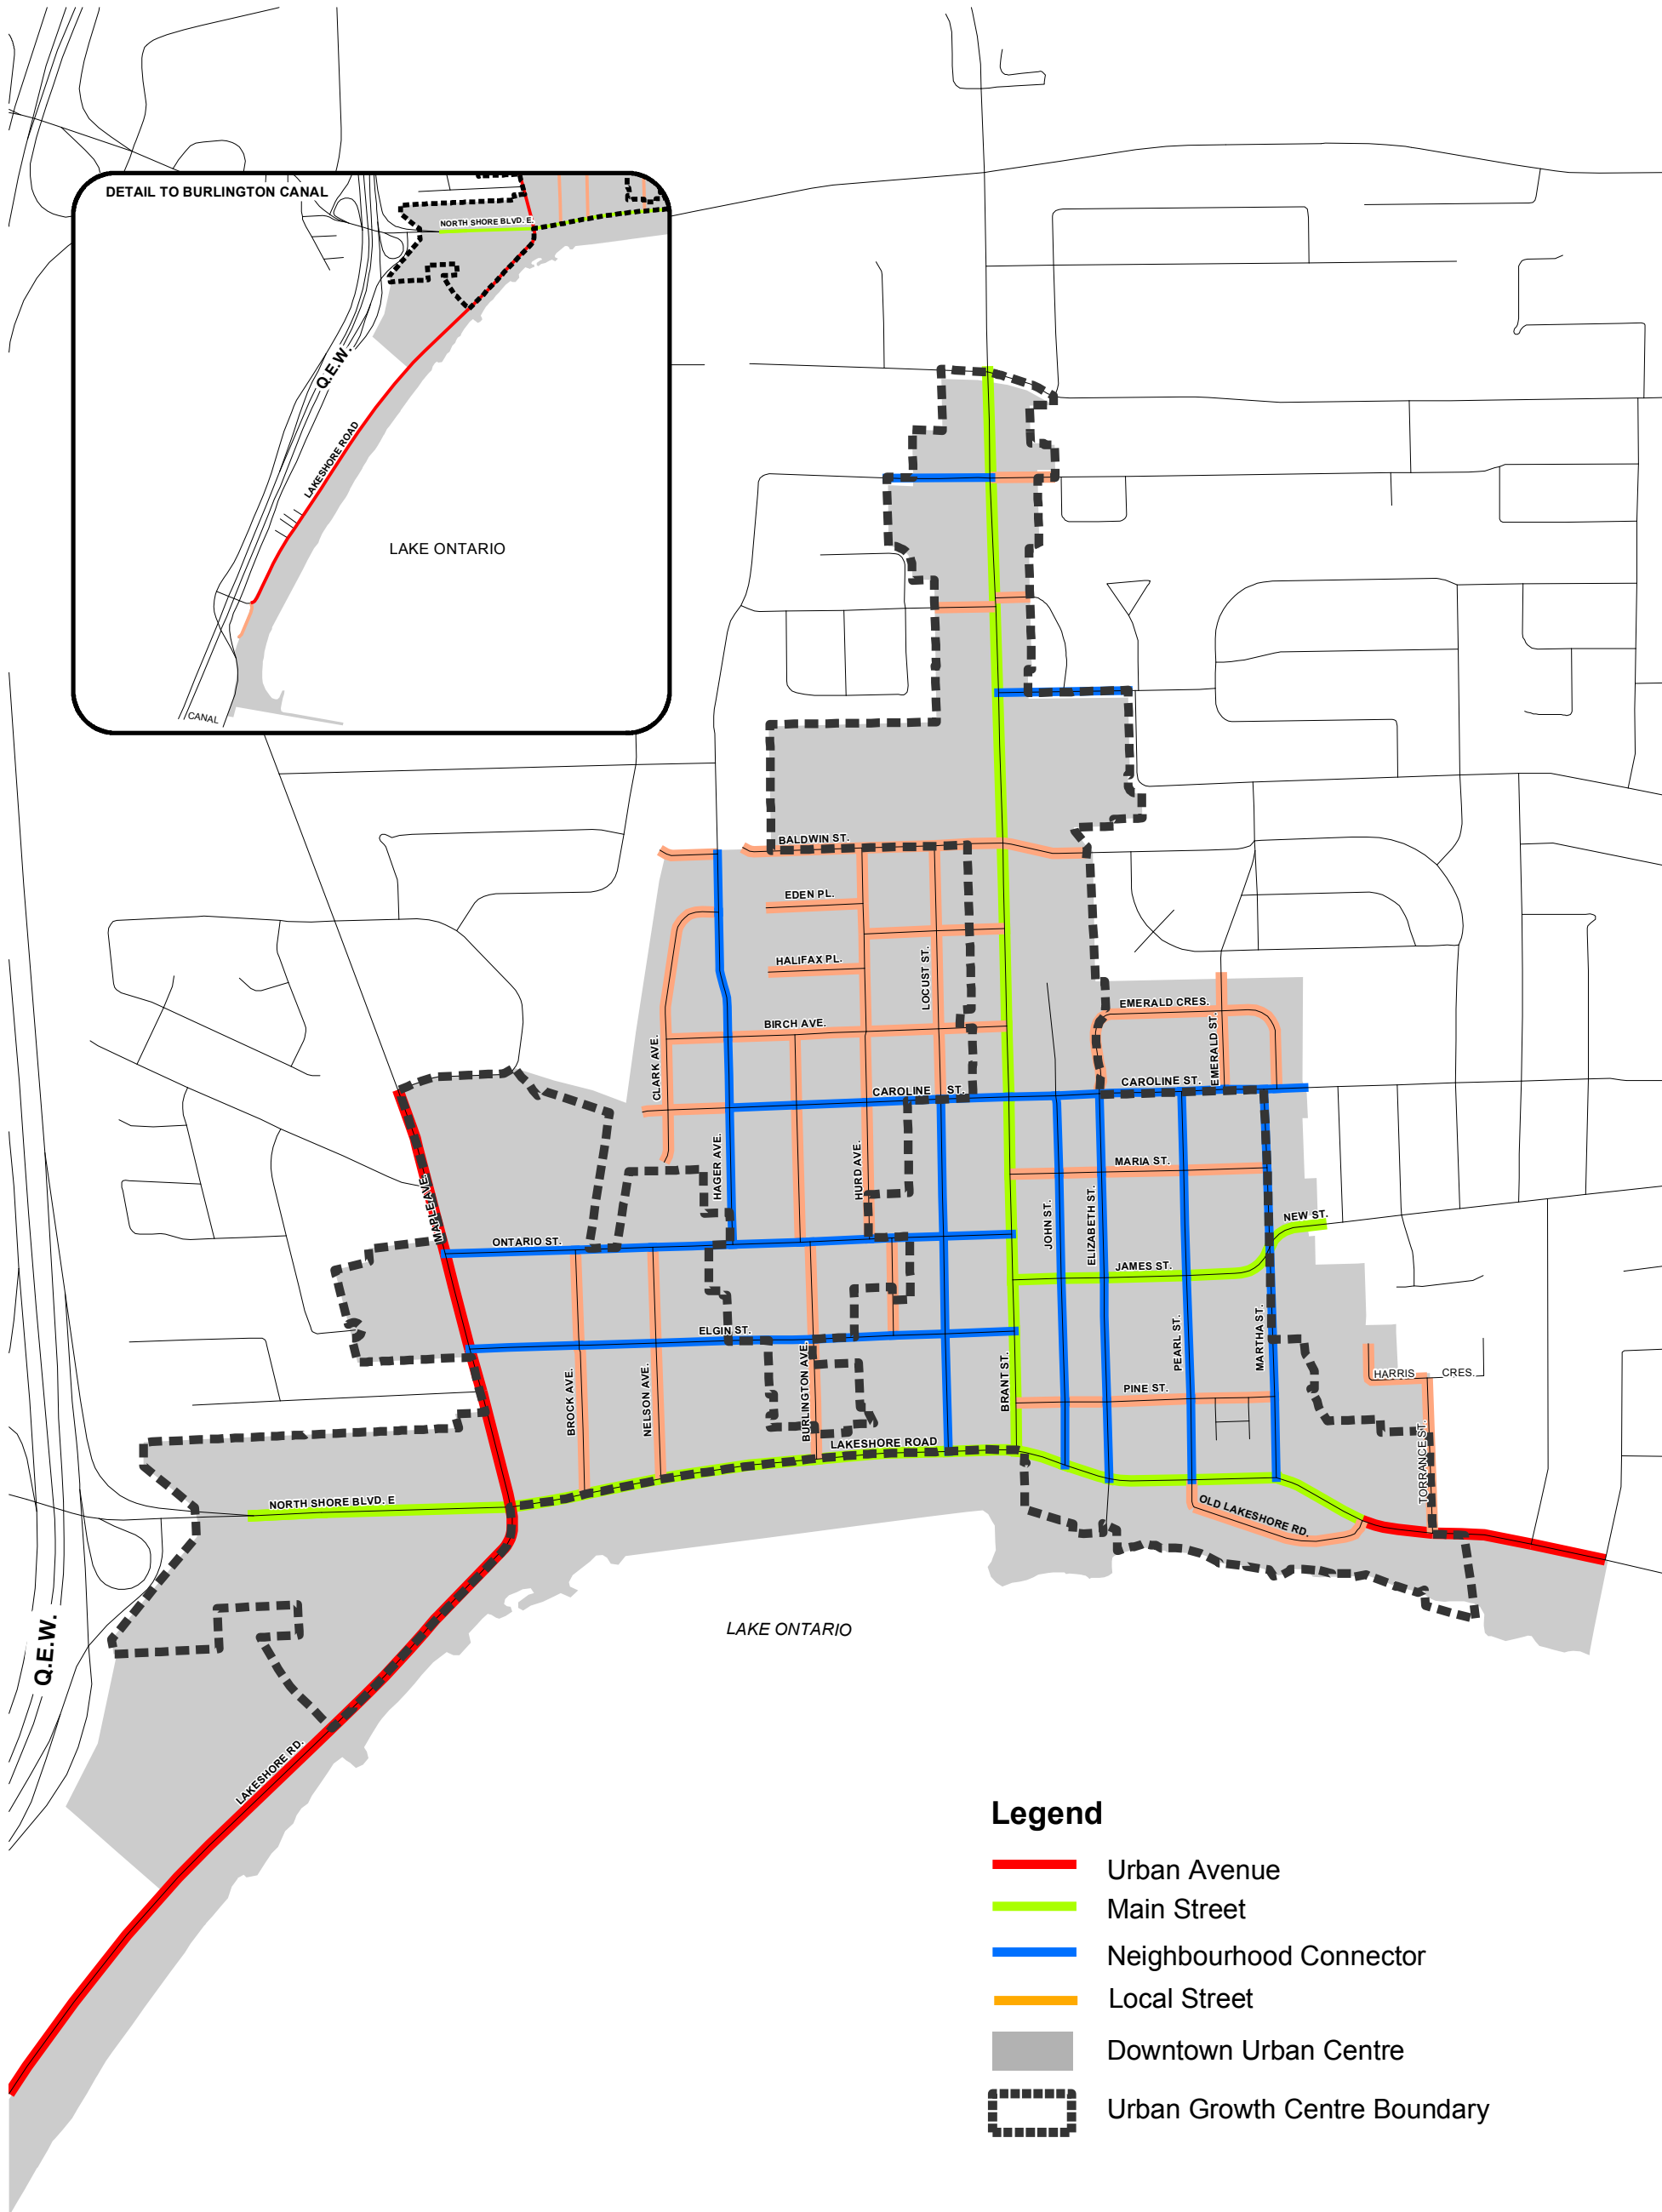 DETAIL TO BURLINGTON CANAL
NORTH SHORE BLVD. E.
Q.E.W.
LAKESHORE ROAD
LAKE ONTARIO
CANAL
BALDWIN ST.
EDEN PL.
HALIFAX PL.
LOCUST ST.
EMERALD CRES.
EMERALD ST.
BIRCH AVE.
CLARK AVE.
CAROLINE ST.
CAROLINE ST.
HAGER AVE.
HURD AVE.
MARIA ST.
MAPLE AVE.
JOHN ST.
ELIZABETH ST.
NEW ST.
ONTARIO ST.
JAMES ST.
ELGIN ST.
PEARL ST.
MARTHA ST.
BROCK AVE.
NELSON AVE.
BURLINGTON AVE.
BRANT ST.
PINE ST.
HARRIS CRES.
TORRANCE ST.
LAKESHORE ROAD
NORTH SHORE BLVD. E
OLD LAKESHORE RD.
Q.E.W.
LAKE ONTARIO
LAKESHORE RD.
Legend
Urban Avenue
Main Street
Neighbourhood Connector
Local Street
Downtown Urban Centre
Urban Growth Centre Boundary